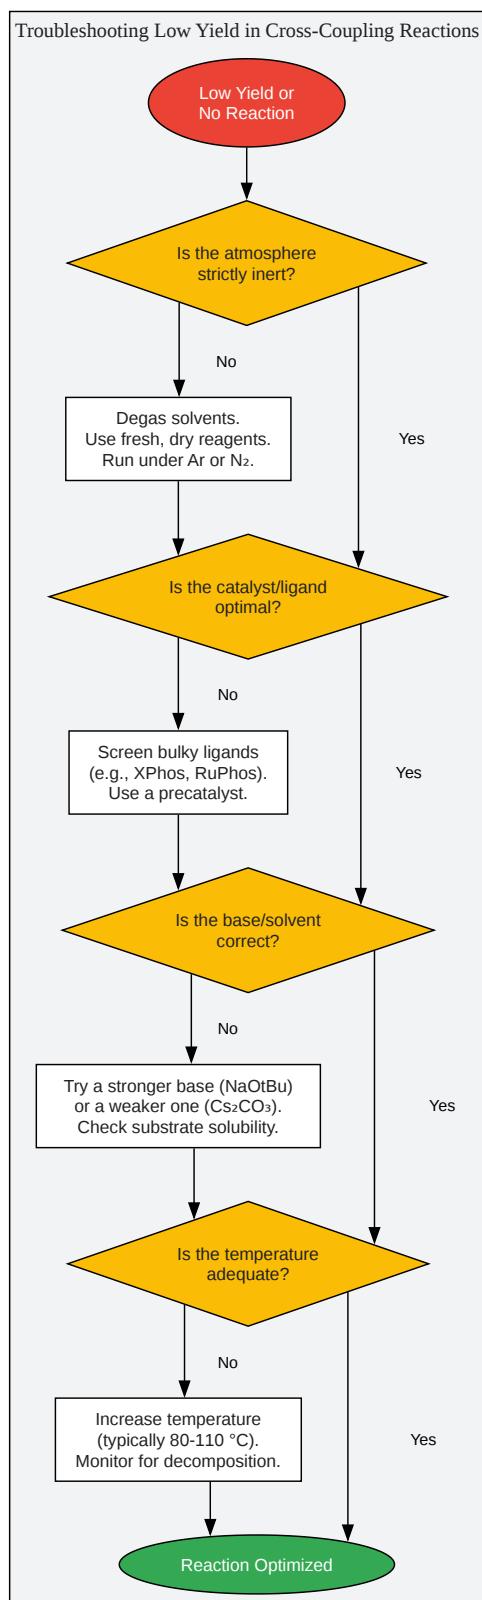 Troubleshooting Low Yield in Cross-Coupling Reactions
Low Yield or
No Reaction
Is the atmosphere
strictly inert?
No
Degas solvents.
Use fresh, dry reagents.
Run under Ar or N₂.
Yes
Is the catalyst/ligand
optimal?
No
Screen bulky ligands
(e.g., XPhos, RuPhos).
Use a precatalyst.
Yes
Is the base/solvent
correct?
No
Try a stronger base (NaOtBu)
or a weaker one (Cs₂CO₃).
Check substrate solubility.
Yes
Is the temperature
adequate?
No
Increase temperature
(typically 80-110 °C).
Monitor for decomposition.
Yes
Reaction Optimized